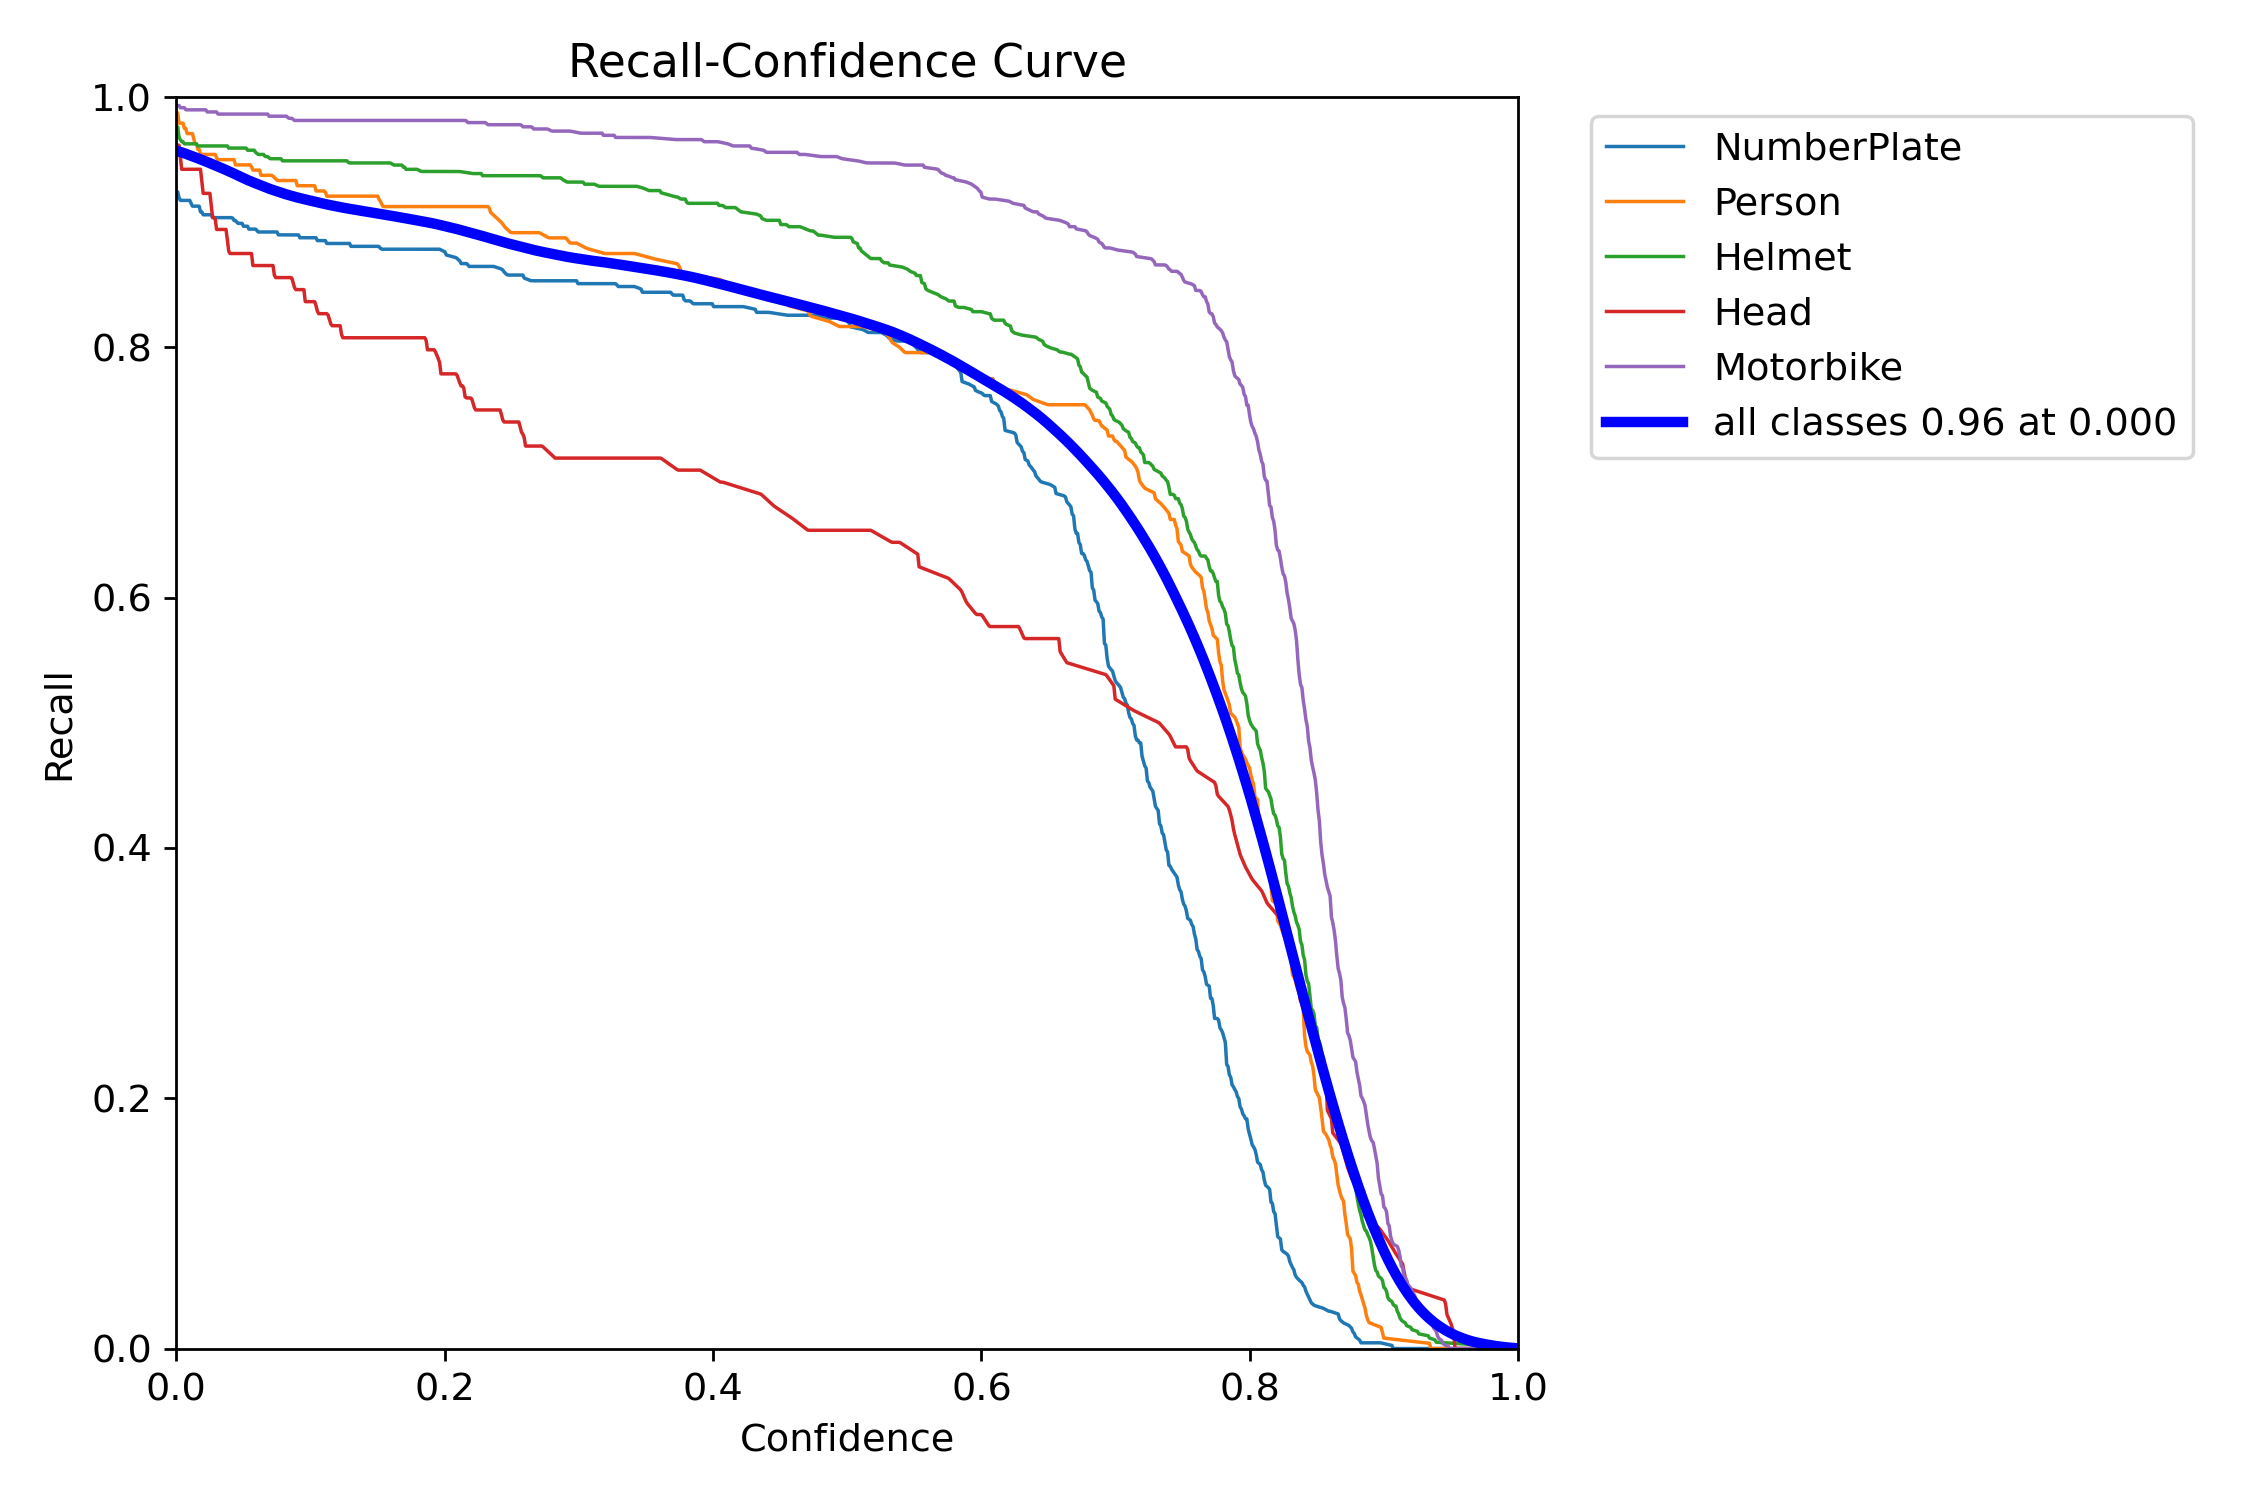 Recall-Confidence Curve
1.0
0.8
0.6
0.4
0.2
0.0
Recall
0.0 0.2 0.4 0.6 0.8 1.0
Confidence
NumberPlate
Person
Helmet
Head
Motorbike
all classes 0.96 at 0.000